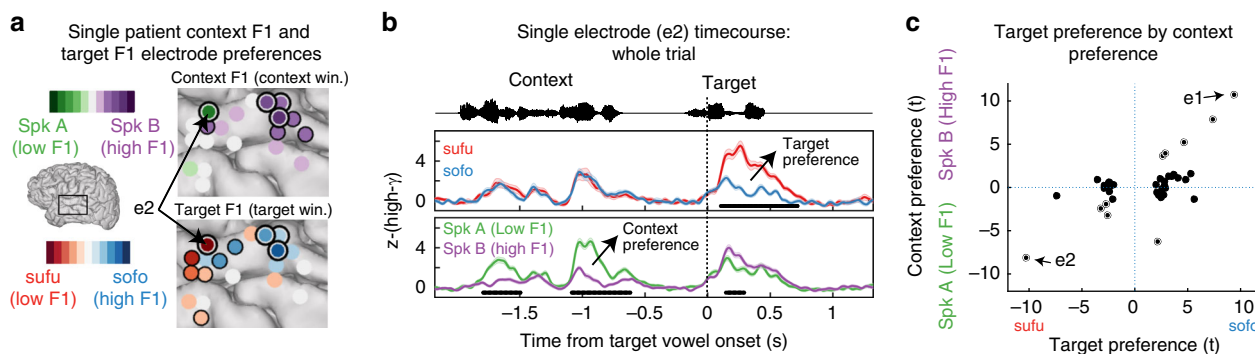 a
Single patient context F1 and
target F1 electrode preferences
Context F1 (context win.)
Spk A
(low F1)
Spk B
(high F1)
e2
Target F1 (target win.)
sufu
(low F1)
sofo
(high F1)
b
Single electrode (e2) timecourse:
whole trial
Context
Target
sufu
sofo
Target
preference
4
0
z-(high-γ)
Spk A (Low F1)
Spk B (high F1)
Context
preference
4
0
−1.5
−1
−0.5
0
0.5
1
Time from target vowel onset (s)
c
Target preference by context
preference
Context preference (t)
Spk A (Low F1)
Spk B (High F1)
10
5
0
−5
−10
e1
e2
−10
−5
0
5
10
sufu
sofo
Target preference (t)